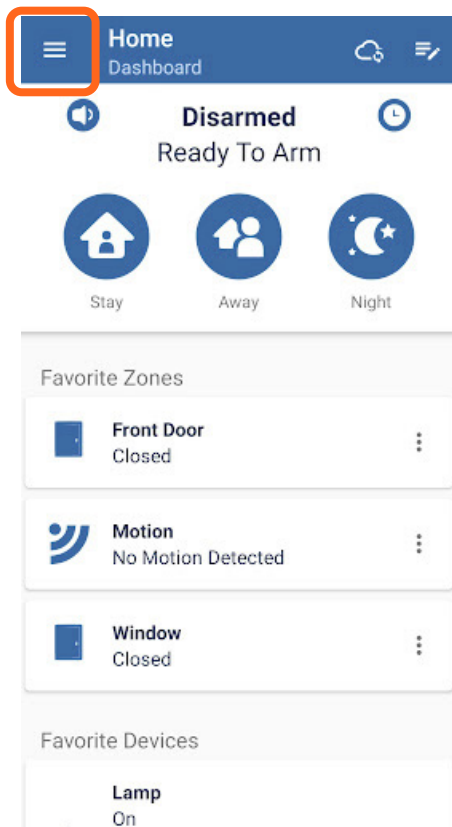 Home
Dashboard
Disarmed
Ready To Arm
Stay Away Night
Favorite Zones
Front Door
Closed
Motion
No Motion Detected
Window
Closed
Favorite Devices
Lamp
On